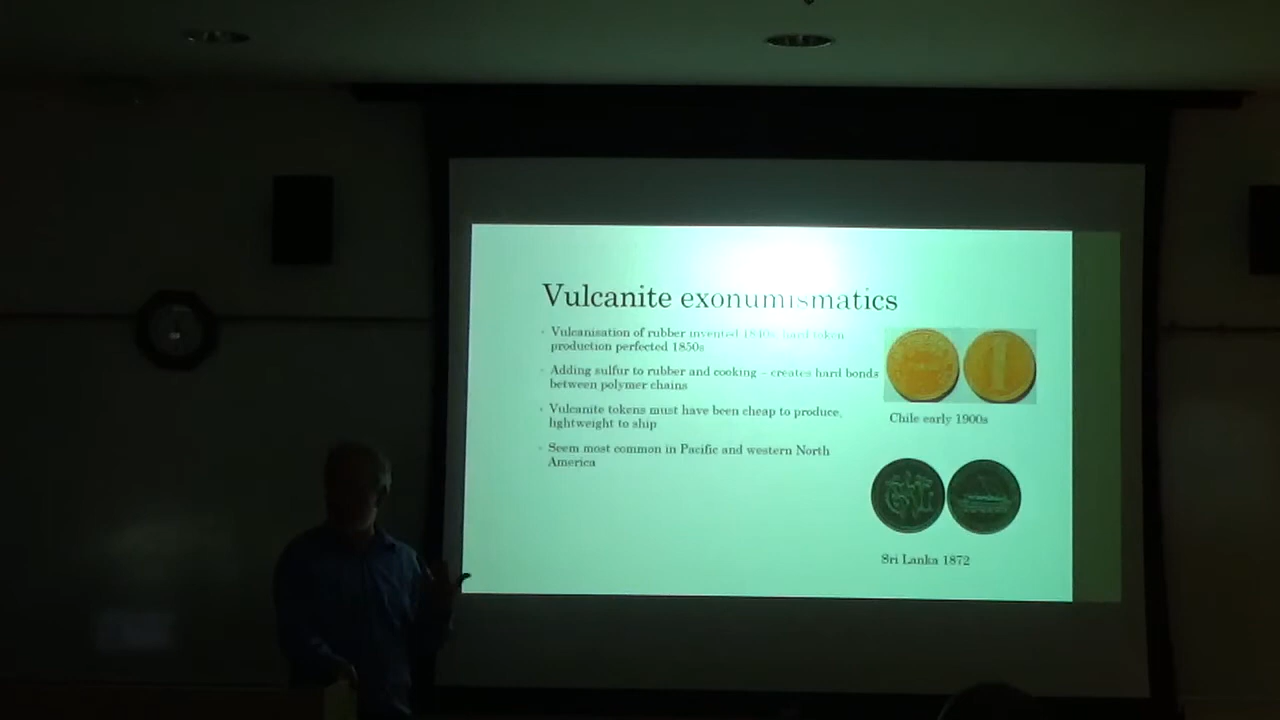 Vulcanite exonumismatics
Vulcanisation of rubber invented 1840s, hard token
production perfected 1850s
Adding sulfur to rubber and cooking – creates hard bonds
between polymer chains
Vulcanite tokens must have been cheap to produce,
lightweight to ship
Seem most common in Pacific and western North
America
1
Chile early 1900s
Sri Lanka 1872